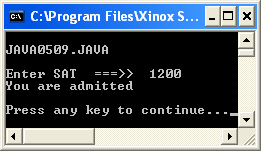 C:\Program Files\Xinox S...
JAVA0509.JAVA
Enter SAT ===>> 1200
You are admitted
Press any key to continue...